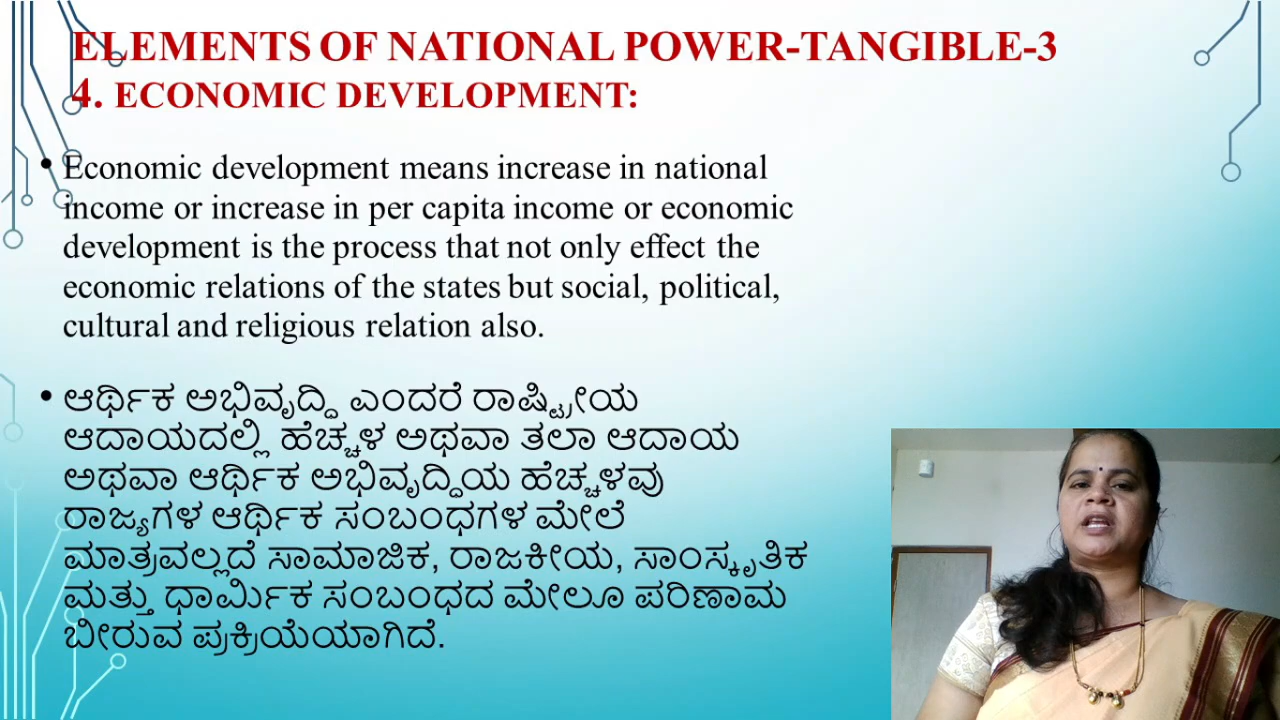 ELEMENTS OF NATIONAL POWER-TANGIBLE-3
4. ECONOMIC DEVELOPMENT:
• Economic development means increase in national
income or increase in per capita income or economic
development is the process that not only effect the
economic relations of the states but social, political,
cultural and religious relation also.
• ಆರ್ಥಿಕ ಅಭಿವೃದ್ಧಿ ಎಂದರೆ ರಾಷ್ಟ್ರೀಯ
ಆದಾಯದಲ್ಲಿ ಹೆಚ್ಚಳ ಅಥವಾ ತಲಾ ಆದಾಯ
ಅಥವಾ ಆರ್ಥಿಕ ಅಭಿವೃದ್ಧಿಯ ಹೆಚ್ಚಳವು
ರಾಜ್ಯಗಳ ಆರ್ಥಿಕ ಸಂಬಂಧಗಳ ಮೇಲೆ
ಮಾತ್ರವಲ್ಲದೆ ಸಾಮಾಜಿಕ, ರಾಜಕೀಯ, ಸಾಂಸ್ಕೃತಿಕ
ಮತ್ತು ಧಾರ್ಮಿಕ ಸಂಬಂಧದ ಮೇಲೂ ಪರಿಣಾಮ
ಬೀರುವ ಪ್ರಕ್ರಿಯೆಯಾಗಿದೆ.